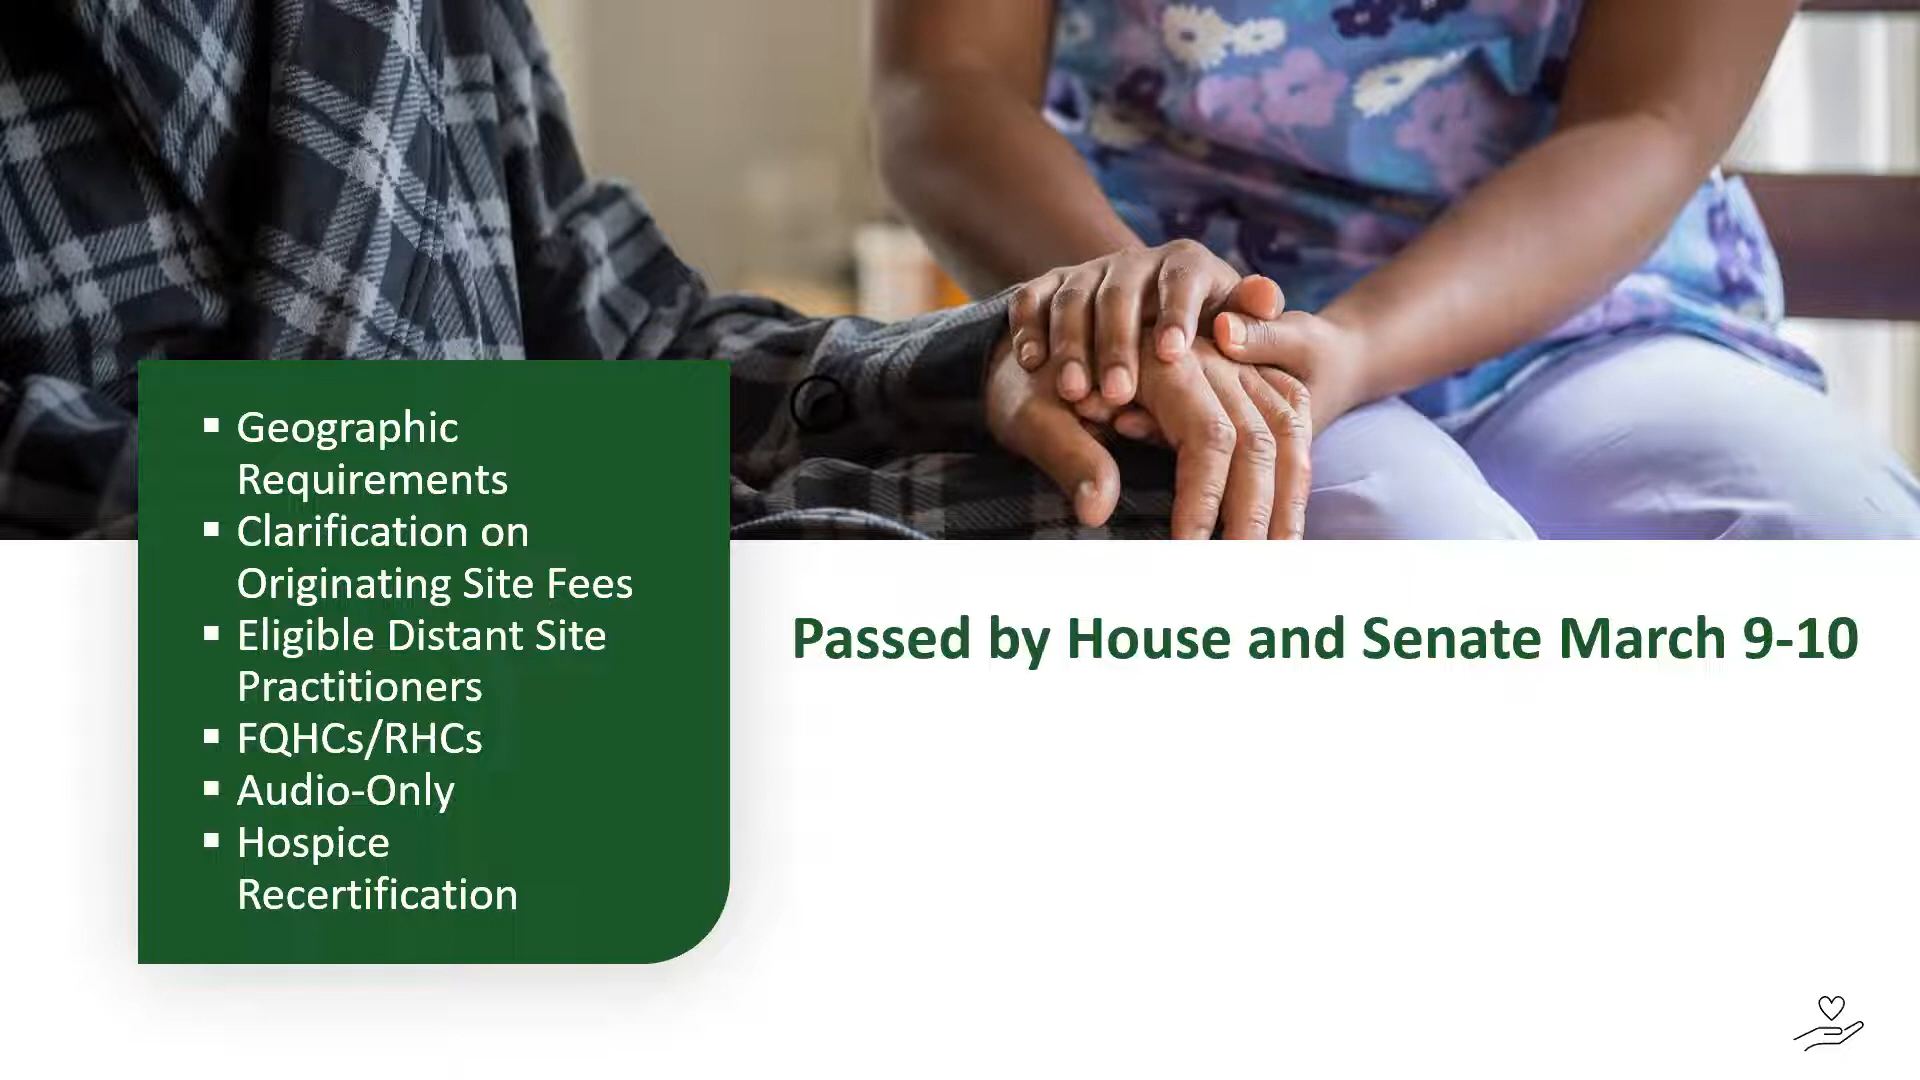 ▪ Geographic
Requirements
▪ Clarification on
Originating Site Fees
▪ Eligible Distant Site
Practitioners
▪ FQHCs/RHCs
▪ Audio-Only
▪ Hospice
Recertification
Passed by House and Senate March 9-10